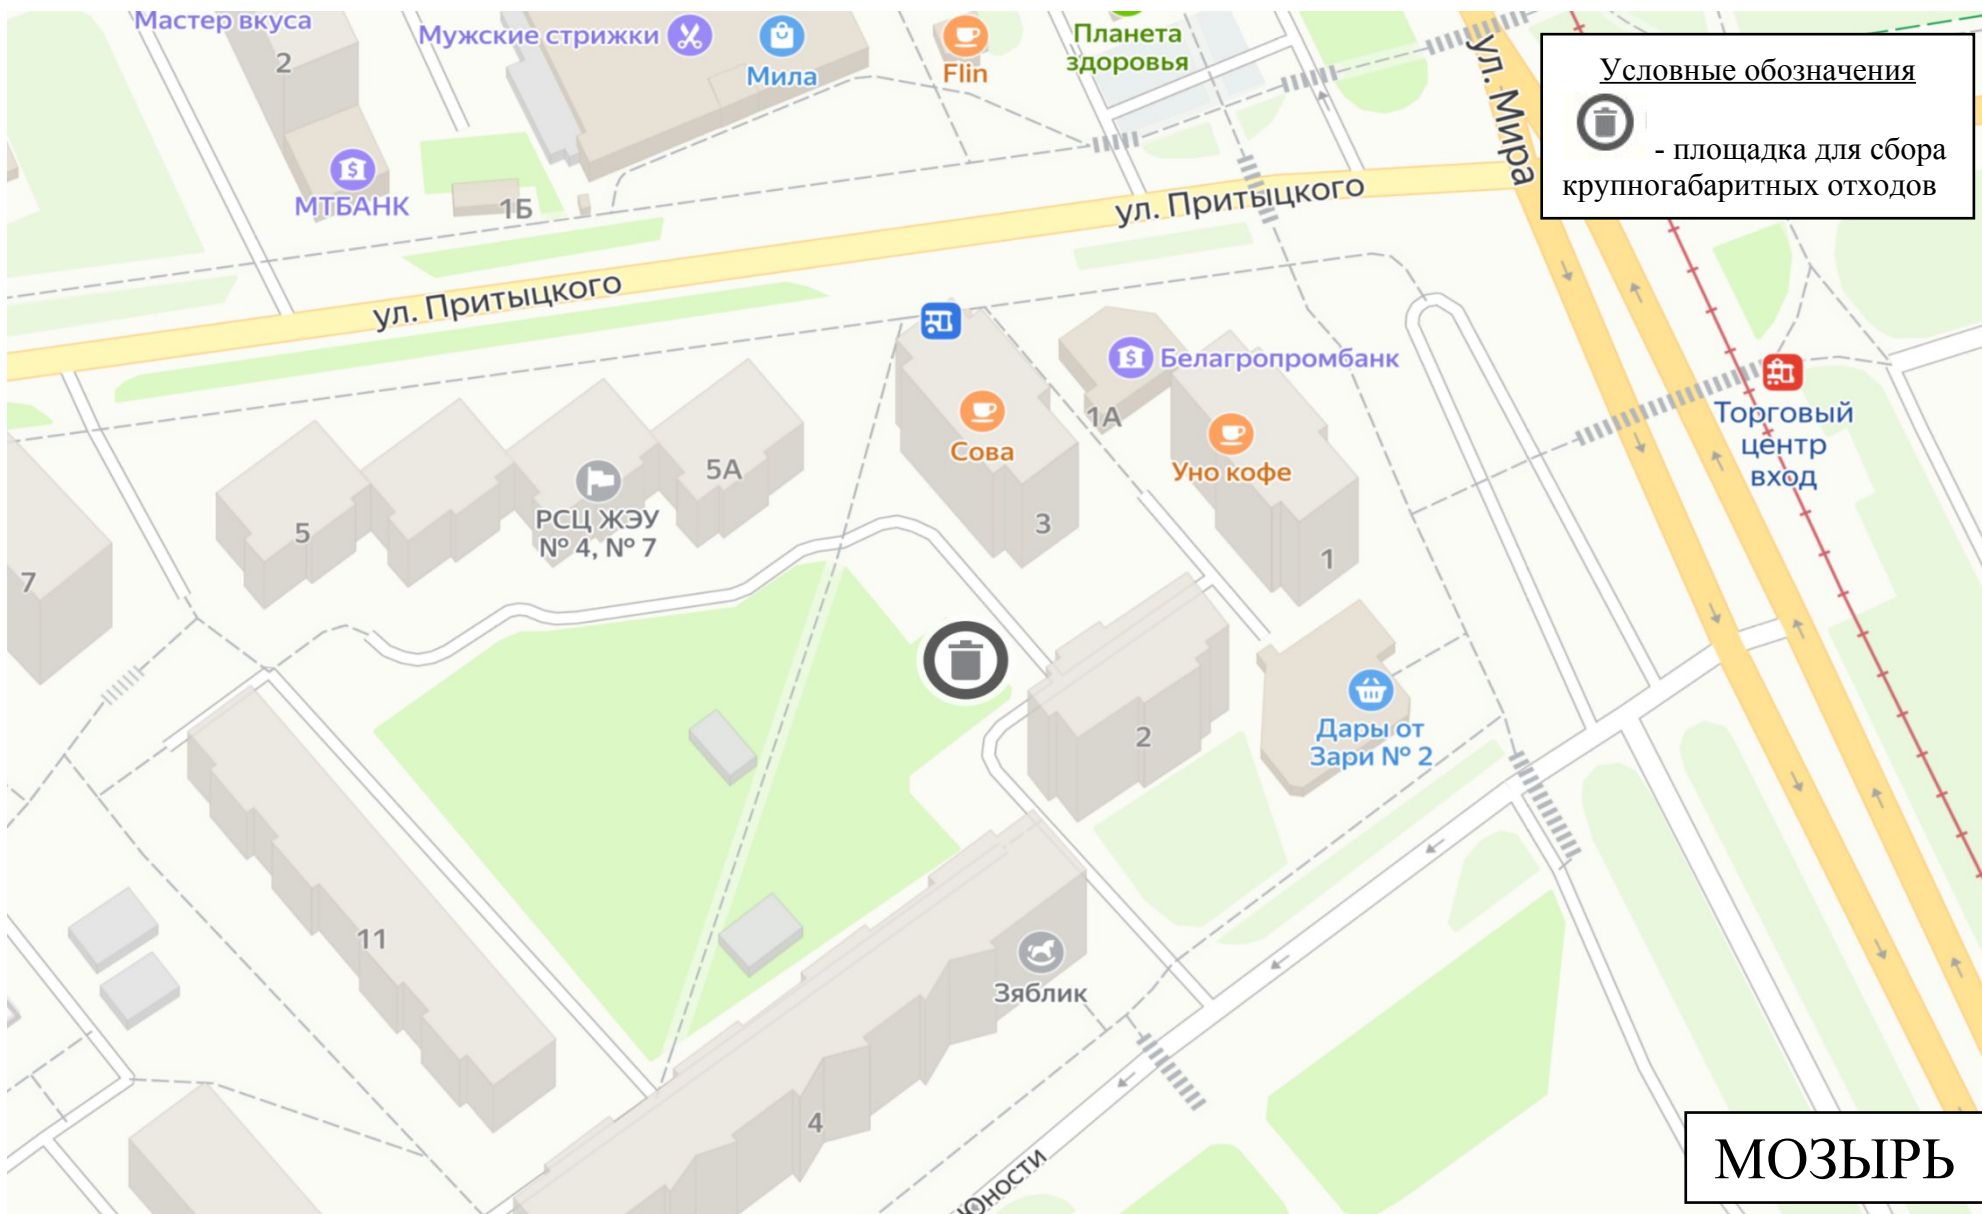 Мастер вкуса
2
Мужские стрижки
Мила
Flin
Планета
здоровья
ул. Мира
Условные обозначения
- площадка для сбора
крупногабаритных отходов
МТБАНК
1Б
ул. Притыцкого
ул. Притыцкого
Белагропромбанк
1А
Сова
Уно кофе
Торговый
центр
вход
5
5А
РСЦ ЖЭУ
№ 4, № 7
3
1
7
2
Дары от
Зари № 2
11
Зяблик
4
Юности
МОЗЫРЬ